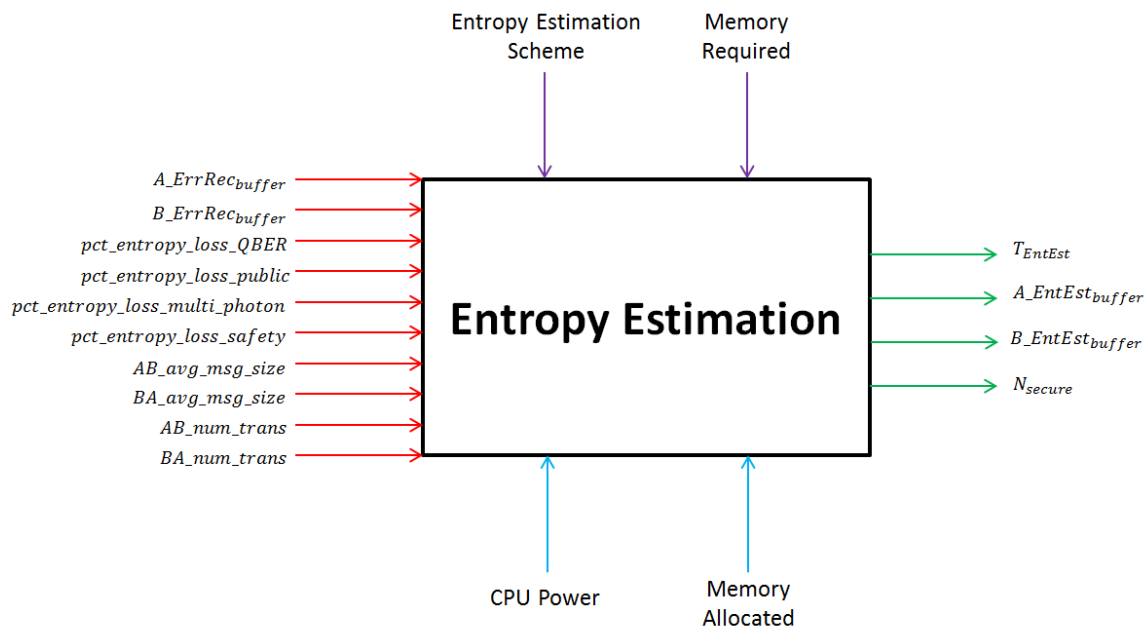 Entropy Estimation
Scheme
Memory
Required
A_ErrRec_buffer
B_ErrRec_buffer
pct_entropy_loss_QBER
pct_entropy_loss_public
pct_entropy_loss_multi_photon
pct_entropy_loss_safety
AB_avg_msg_size
BA_avg_msg_size
AB_num_trans
BA_num_trans
Entropy Estimation
T_EntEst
A_EntEst_buffer
B_EntEst_buffer
N_secure
CPU Power
Memory
Allocated